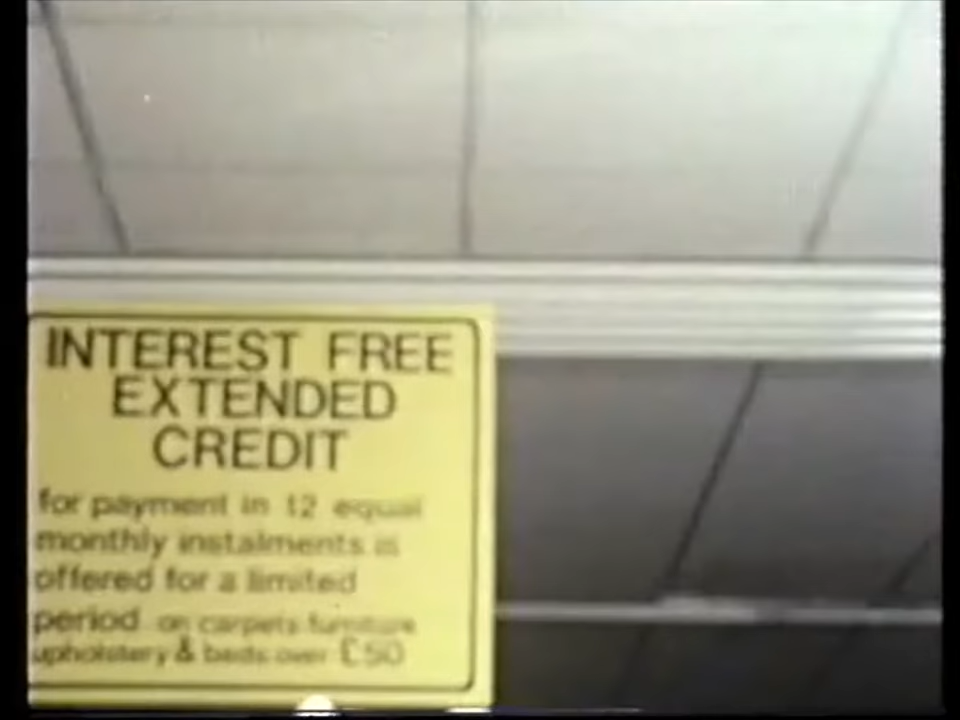 INTEREST FREE
EXTENDED
CREDIT
for payment in 12 equal
monthly instalments is
offered for a limited
period on carpets furniture
upholstery & beds over £50